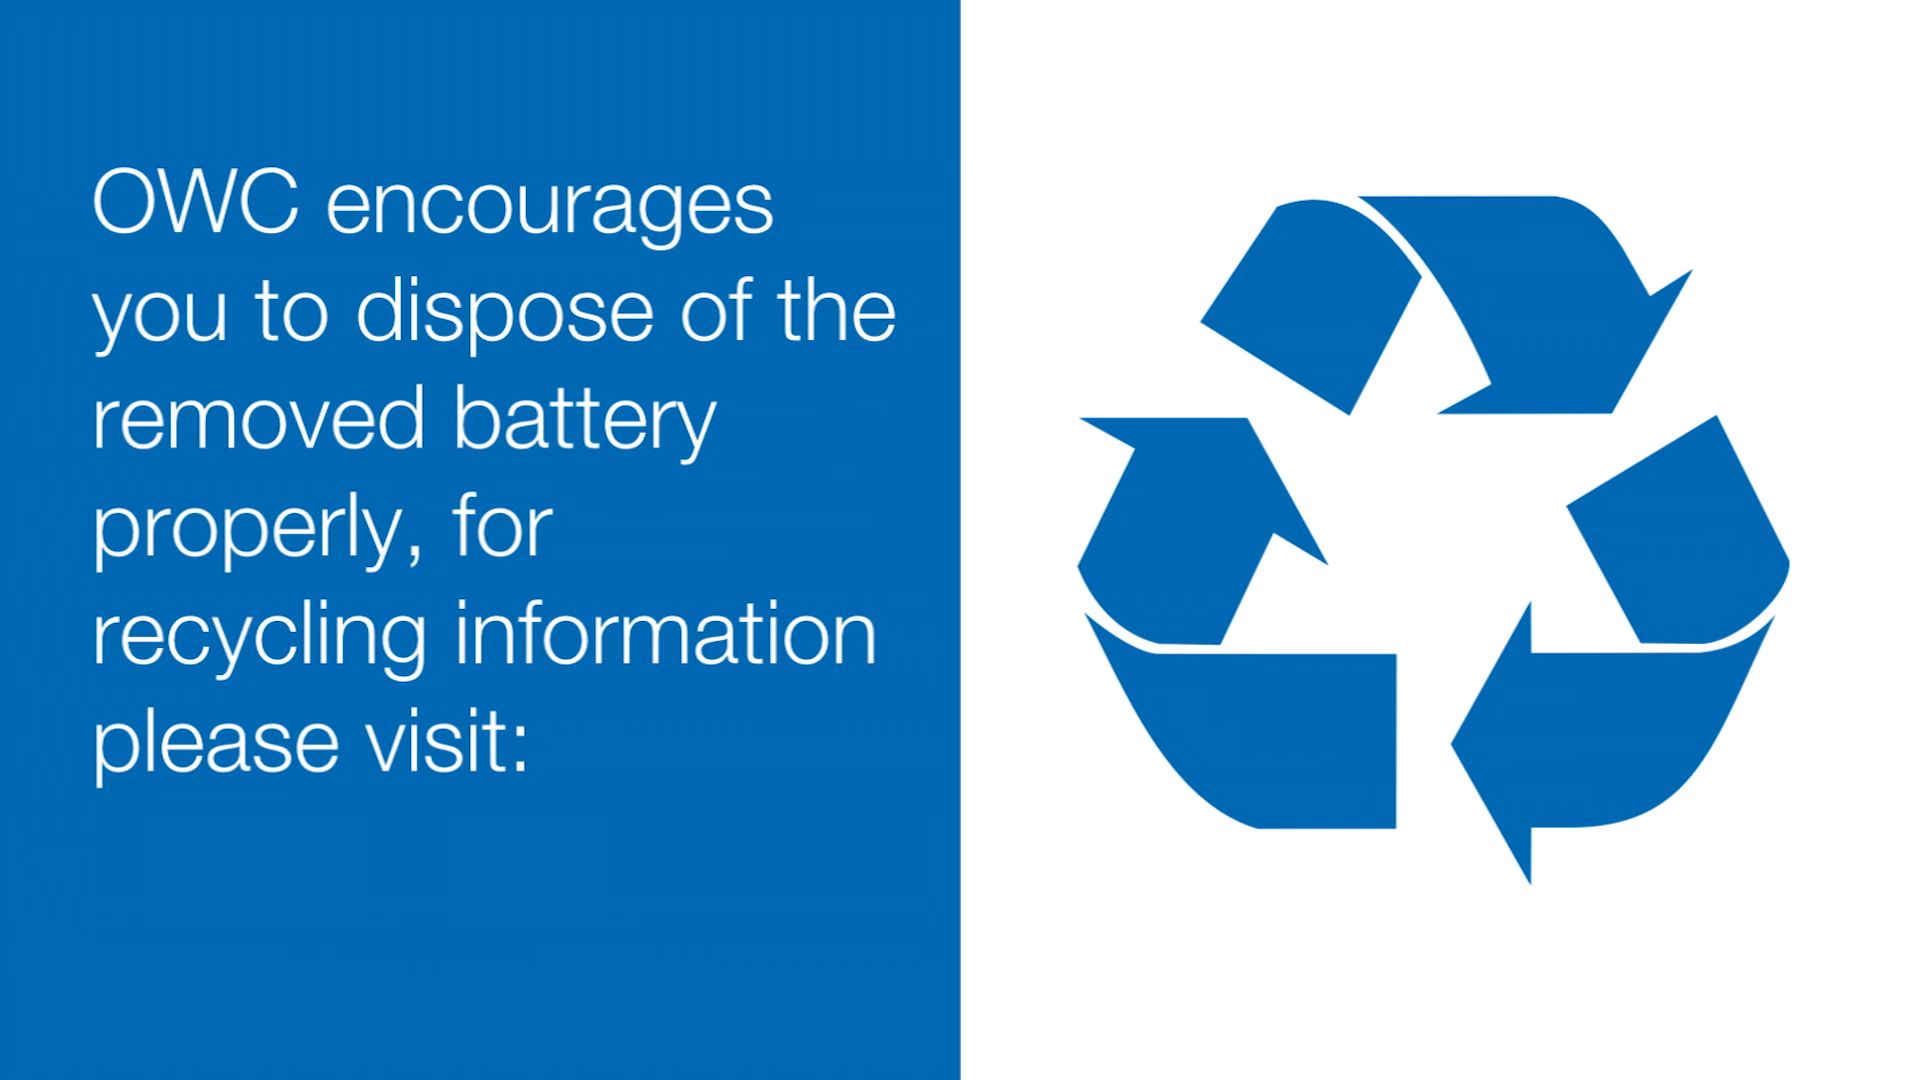 OWC encourages
you to dispose of the
removed battery
properly, for
recycling information
please visit: